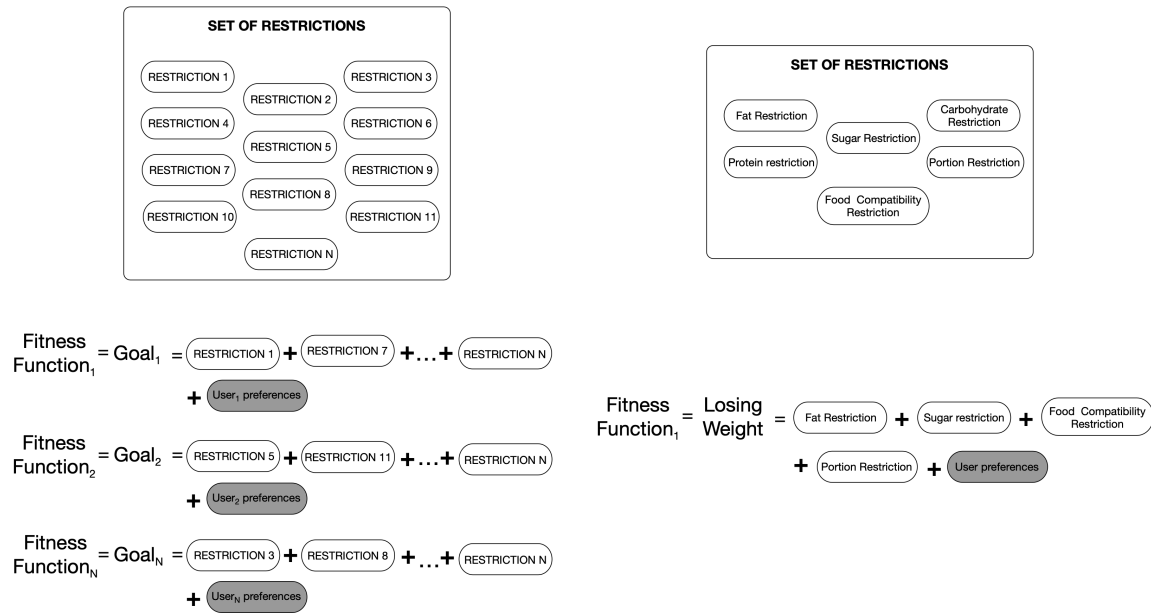 SET OF RESTRICTIONS
RESTRICTION 1
RESTRICTION 3
RESTRICTION 2
RESTRICTION 4
RESTRICTION 6
RESTRICTION 5
RESTRICTION 7
RESTRICTION 9
RESTRICTION 8
RESTRICTION 10
RESTRICTION 11
RESTRICTION N
Fitness
Function₁ = Goal₁ = RESTRICTION 1 + RESTRICTION 7 +...+ RESTRICTION N
+ User₁ preferences
Fitness
Function₂ = Goal₂ = RESTRICTION 5 + RESTRICTION 11 +...+ RESTRICTION N
+ User₂ preferences
Fitness
Function_N = Goal_N = RESTRICTION 3 + RESTRICTION 8 +...+ RESTRICTION N
+ User_N preferences
SET OF RESTRICTIONS
Fat Restriction
Carbohydrate
Restriction
Sugar Restriction
Protein restriction
Portion Restriction
Food Compatibility
Restriction
Fitness
Function₁ = Losing
Weight = Fat Restriction + Sugar restriction + Food Compatibility
Restriction
+ Portion Restriction + User preferences